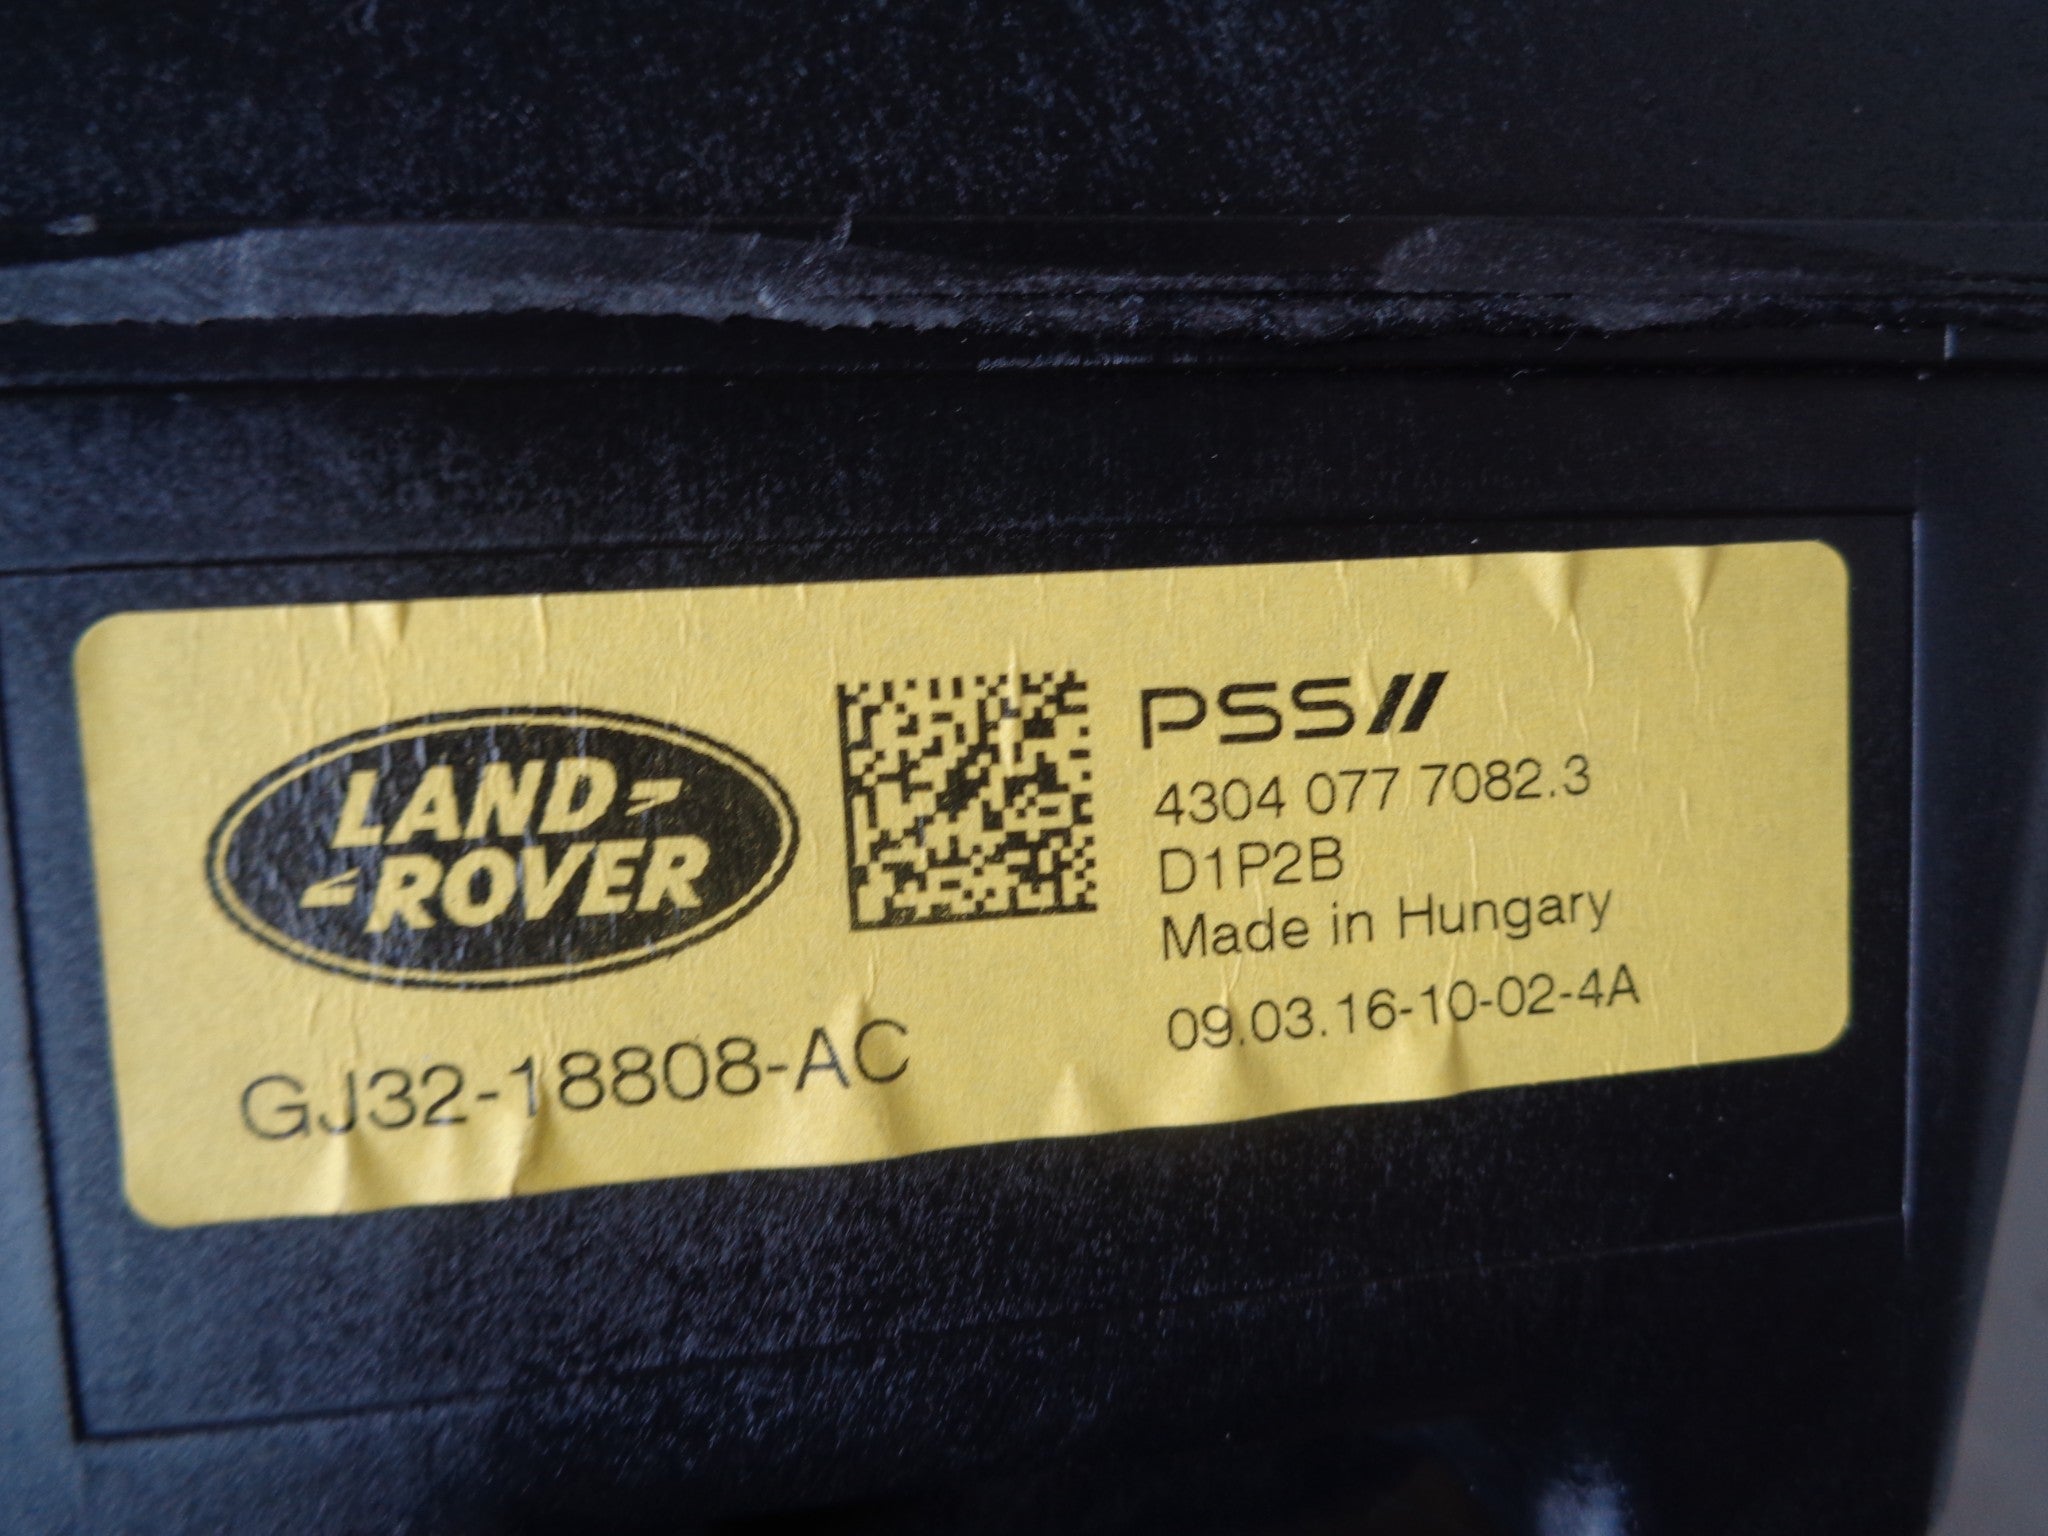 LAND
ROVER
GJ32-18808-AC
PSS//
4304 077 7082.3
D1P2B
Made in Hungary
09.03.16-10-02-4A